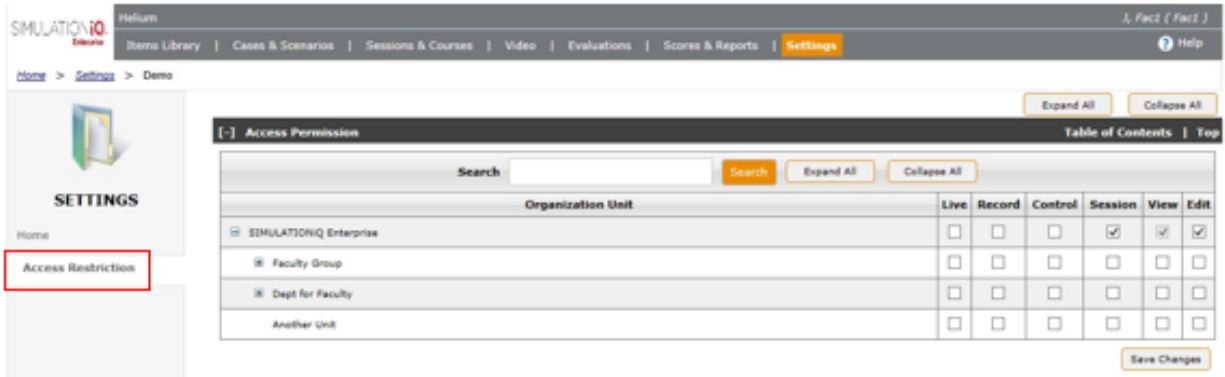 SIMULATIONiQ. Enterprise
Helium
J, Fact ( Fact )
Items Library | Cases & Scenarios | Sessions & Courses | Video | Evaluations | Scores & Reports | Settings
? Help
Home > Settings > Demo
Expand All Collapse All
[-] Access Permission Table of Contents | Top
Search Search Expand All Collapse All
SETTINGS
Organization Unit Live Record Control Session View Edit
Home
SIMULATIONiQ Enterprise
Access Restriction
Faculty Group
Dept for Faculty
Another Unit
Save Changes